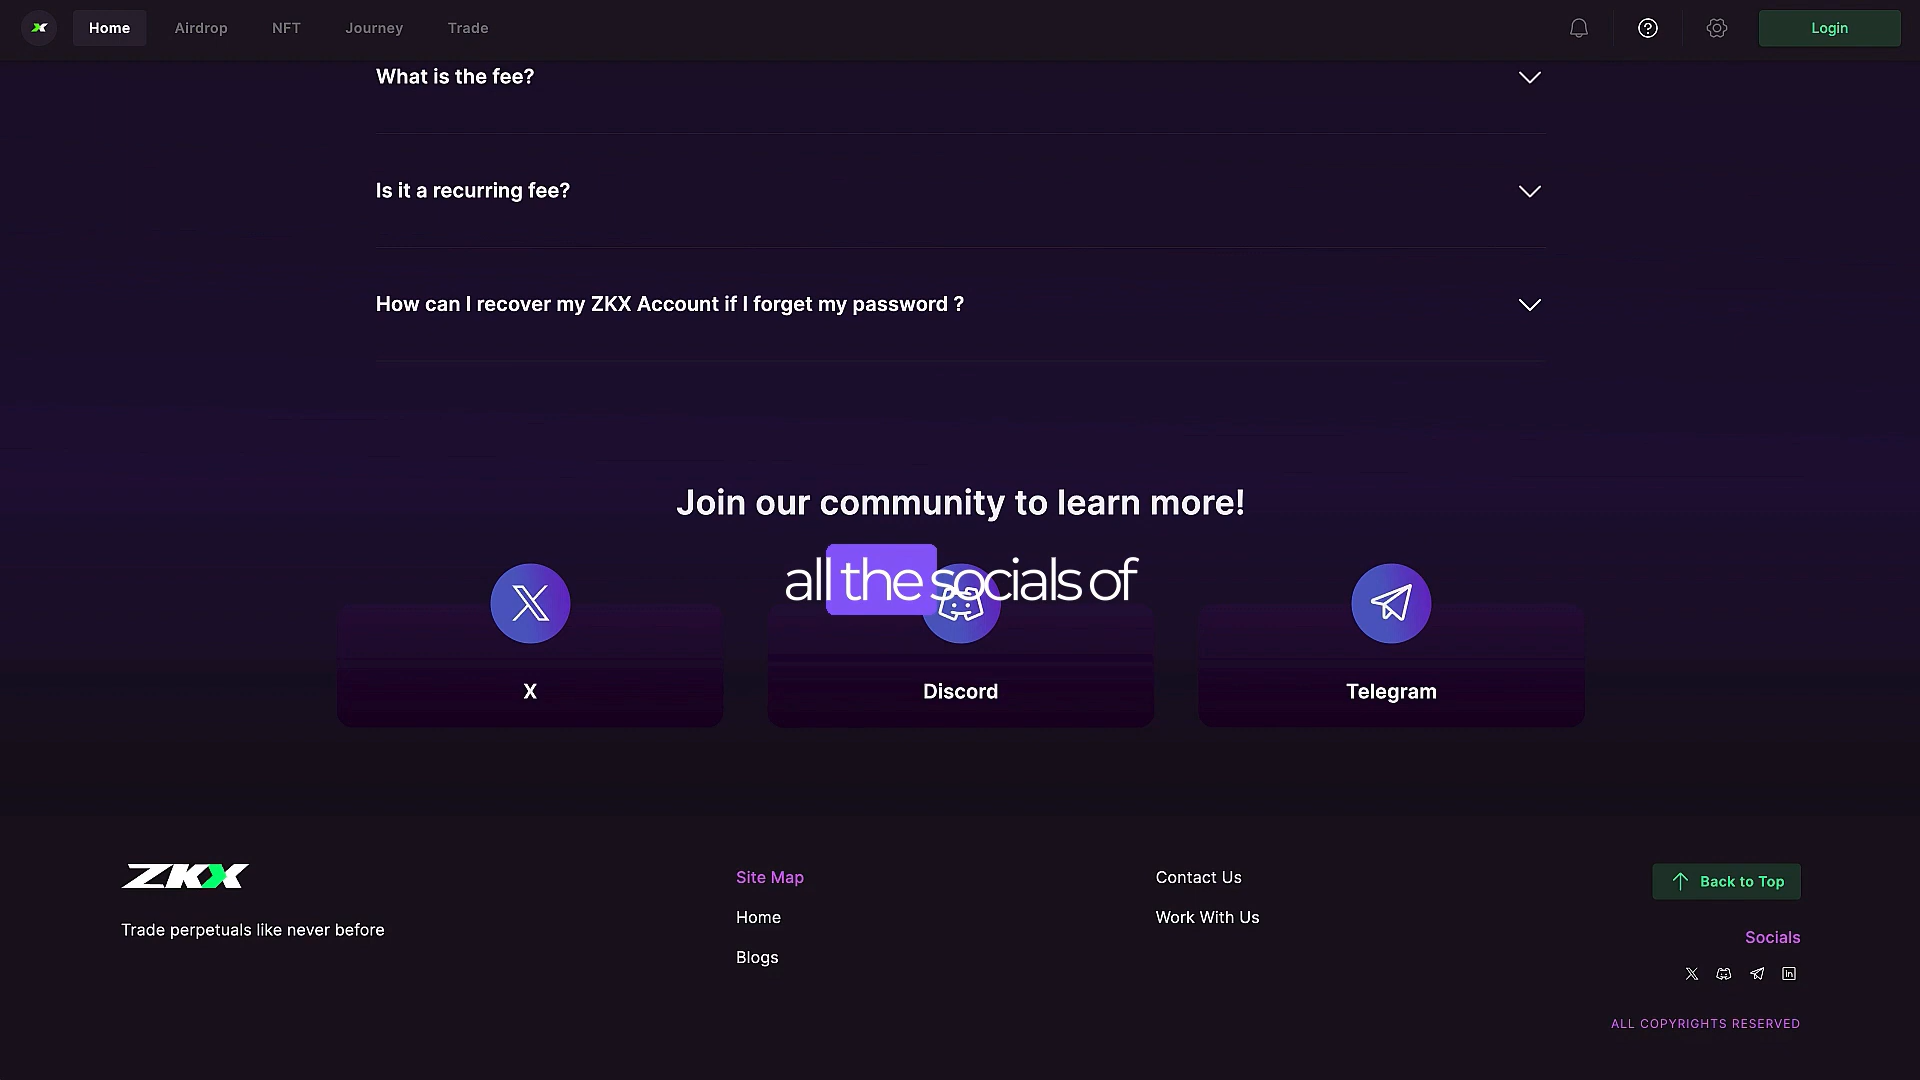 Home Airdrop NFT Journey Trade Login
What is the fee?
Is it a recurring fee?
How can I recover my ZKX Account if I forget my password ?
Join our community to learn more!
all the socials of
X Discord Telegram
ZKX
Trade perpetuals like never before
Site Map
Home
Blogs
Contact Us
Work With Us
Back to Top
Socials
ALL COPYRIGHTS RESERVED